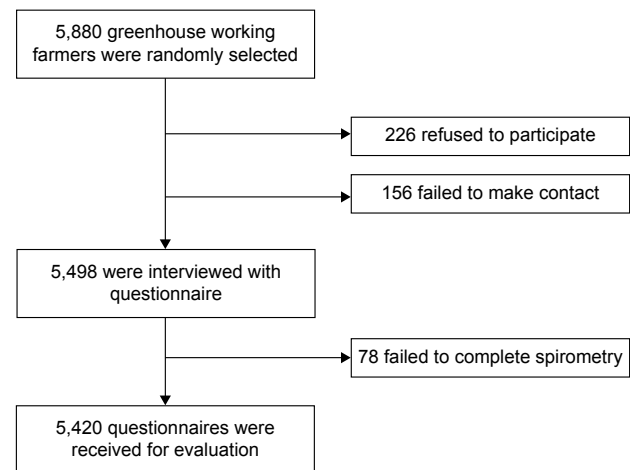 5,880 greenhouse working
farmers were randomly selected
226 refused to participate
156 failed to make contact
5,498 were interviewed with
questionnaire
78 failed to complete spirometry
5,420 questionnaires were
received for evaluation